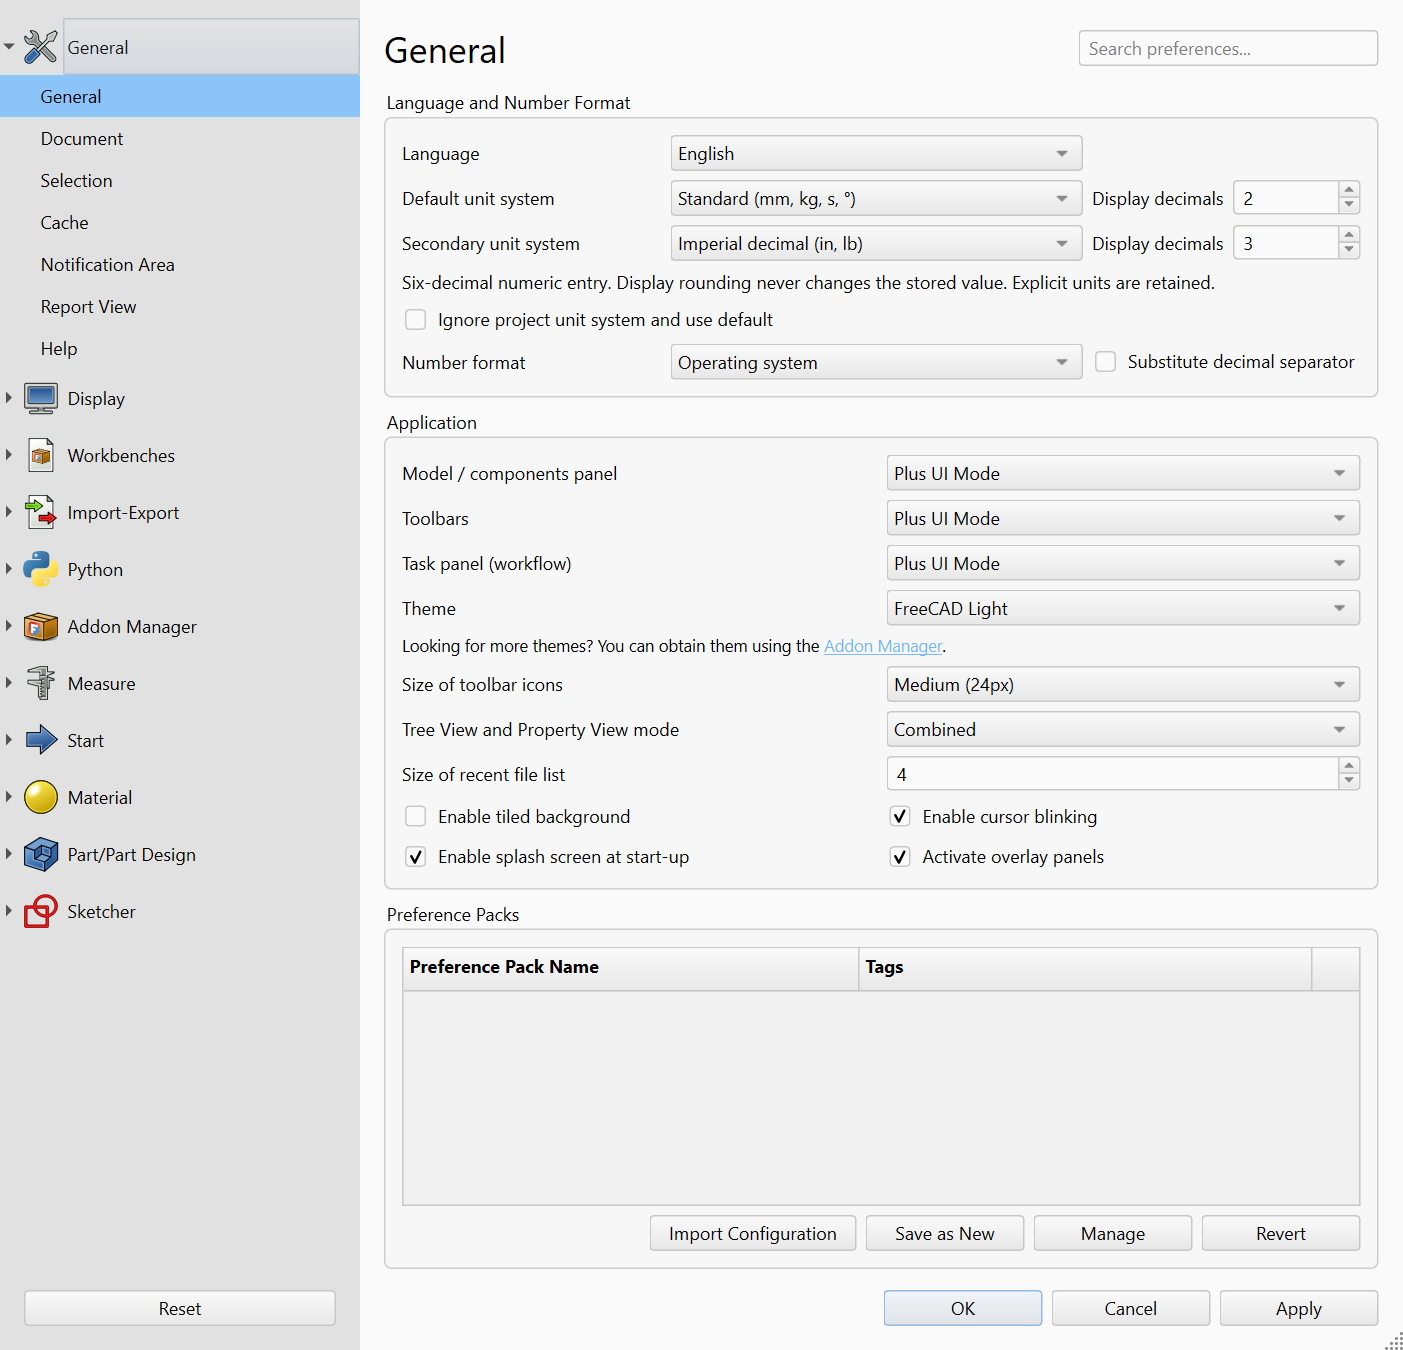 General
General
Document
Selection
Cache
Notification Area
Report View
Help
Display
Workbenches
Import-Export
Python
Addon Manager
Measure
Start
Material
Part/Part Design
Sketcher
Reset
General
Search preferences...
Language and Number Format
Language English
Default unit system Standard (mm, kg, s, °) Display decimals 2
Secondary unit system Imperial decimal (in, lb) Display decimals 3
Six-decimal numeric entry. Display rounding never changes the stored value. Explicit units are retained.
Ignore project unit system and use default
Number format Operating system Substitute decimal separator
Application
Model / components panel Plus UI Mode
Toolbars Plus UI Mode
Task panel (workflow) Plus UI Mode
Theme FreeCAD Light
Looking for more themes? You can obtain them using the Addon Manager.
Size of toolbar icons Medium (24px)
Tree View and Property View mode Combined
Size of recent file list 4
Enable tiled background Enable cursor blinking
Enable splash screen at start-up Activate overlay panels
Preference Packs
Preference Pack Name Tags
Import Configuration Save as New Manage Revert
OK Cancel Apply